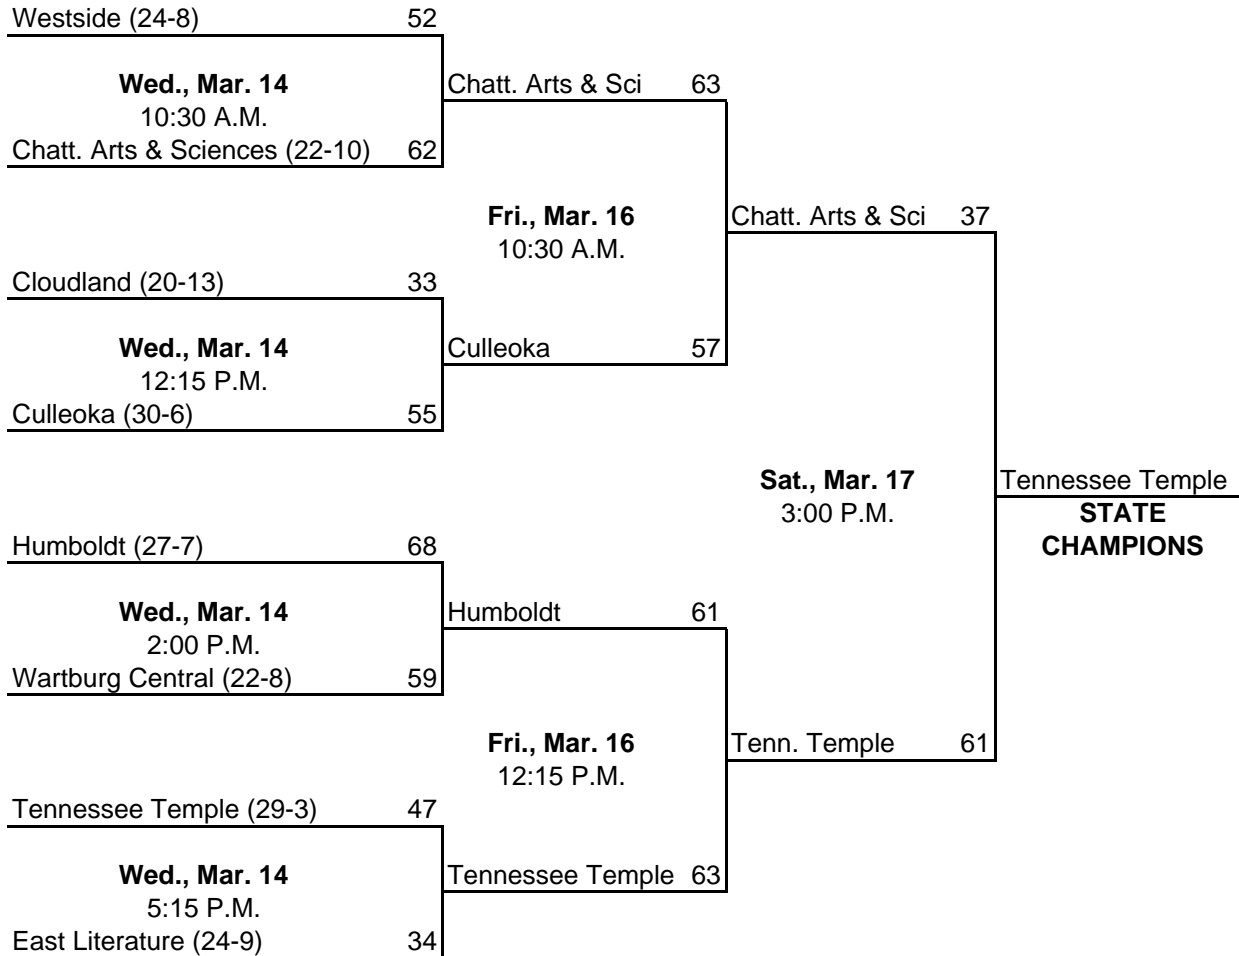 Westside (24-8) 52
Wed., Mar. 14
10:30 A.M.
Chatt. Arts & Sciences (22-10) 62
Chatt. Arts & Sci 63
Fri., Mar. 16
10:30 A.M.
Chatt. Arts & Sci 37
Cloudland (20-13) 33
Wed., Mar. 14
12:15 P.M.
Culleoka (30-6) 55
Culleoka 57
Sat., Mar. 17
3:00 P.M.
Tennessee Temple
STATE
CHAMPIONS
Humboldt (27-7) 68
Wed., Mar. 14
2:00 P.M.
Wartburg Central (22-8) 59
Humboldt 61
Fri., Mar. 16
12:15 P.M.
Tenn. Temple 61
Tennessee Temple (29-3) 47
Wed., Mar. 14
5:15 P.M.
East Literature (24-9) 34
Tennessee Temple 63